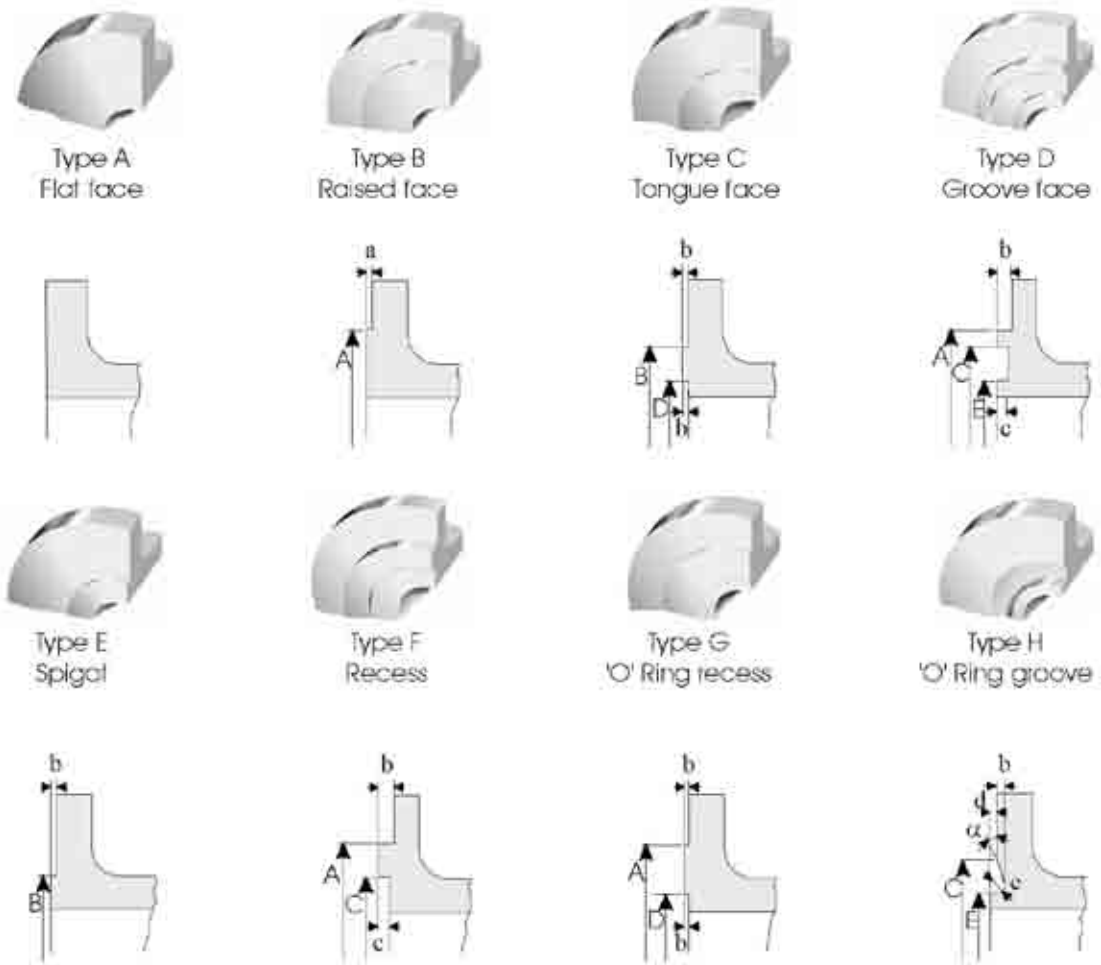 Type A
Flat face
Type B
Raised face
Type C
Tongue face
Type D
Groove face
a
A
b
B
D
b
b
A
C
E
c
Type E
Spigot
Type F
Recess
Type G
'O' Ring recess
Type H
'O' Ring groove
b
B
b
A
C
c
b
A
D
b
b
d
α
C
e
E